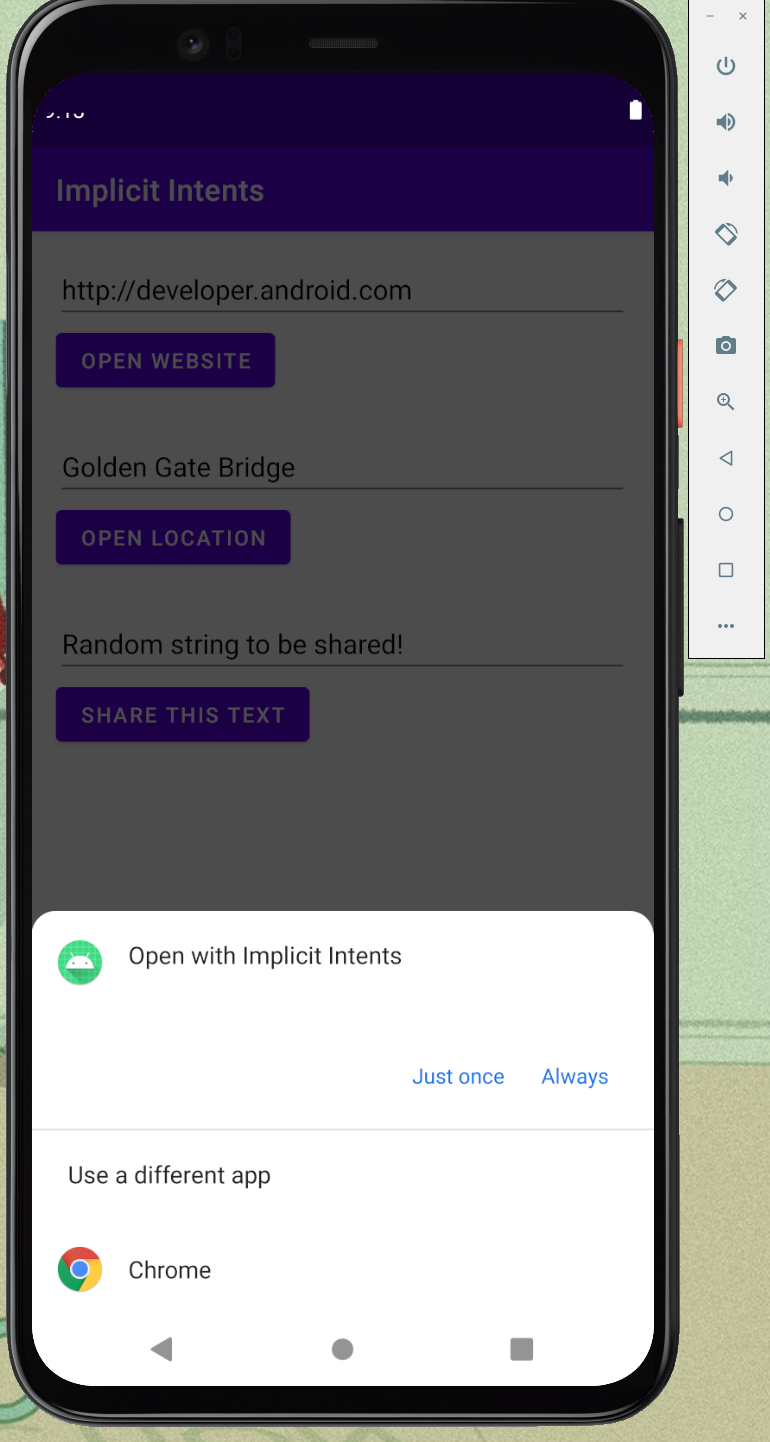 Implicit Intents
http://developer.android.com
OPEN WEBSITE
Golden Gate Bridge
OPEN LOCATION
Random string to be shared!
SHARE THIS TEXT
Open with Implicit Intents
Just once Always
Use a different app
Chrome